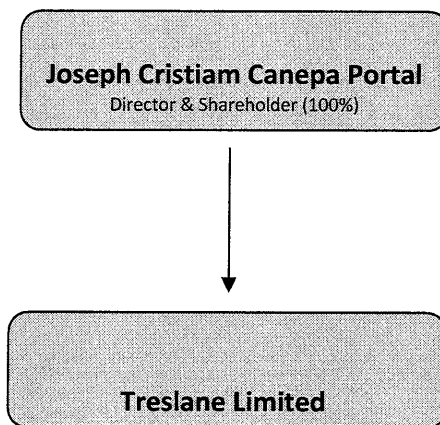 Joseph Cristiam Canepa Portal
Director & Shareholder (100%)
Treslane Limited